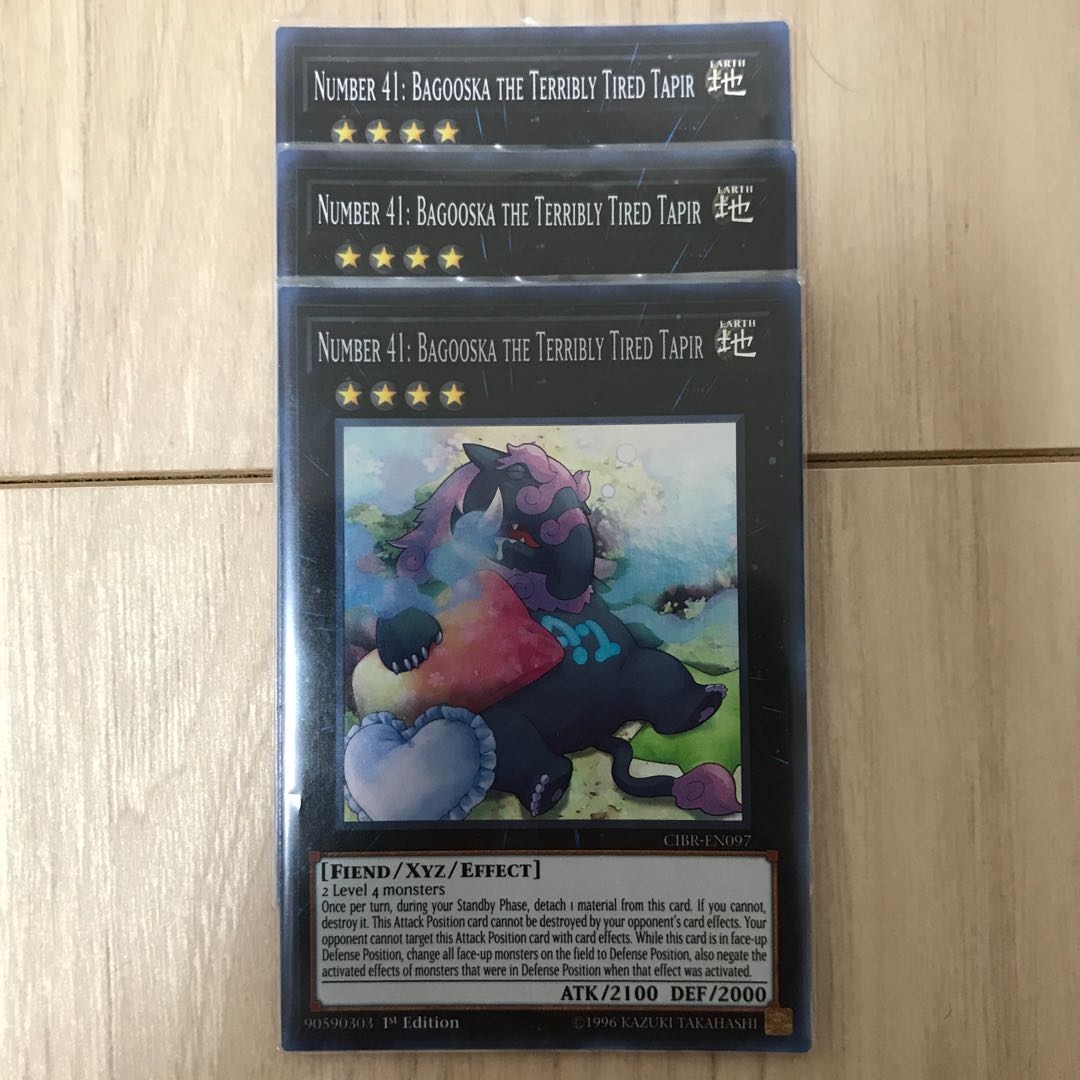 NUMBER 41: BAGOOSKA THE TERRIBLY TIRED TAPIR
EARTH
地
NUMBER 41: BAGOOSKA THE TERRIBLY TIRED TAPIR
EARTH
地
NUMBER 41: BAGOOSKA THE TERRIBLY TIRED TAPIR
EARTH
地
CIBR-EN097
[FIEND/XYZ/EFFECT]
2 Level 4 monsters
Once per turn, during your Standby Phase, detach 1 material from this card. If you cannot,
destroy it. This Attack Position card cannot be destroyed by your opponent's card effects. Your
opponent cannot target this Attack Position card with card effects. While this card is in face-up
Defense Position, change all face-up monsters on the field to Defense Position, also negate the
activated effects of monsters that were in Defense Position when that effect was activated.
ATK/2100 DEF/2000
90590303 1st Edition
©1996 KAZUKI TAKAHASHI